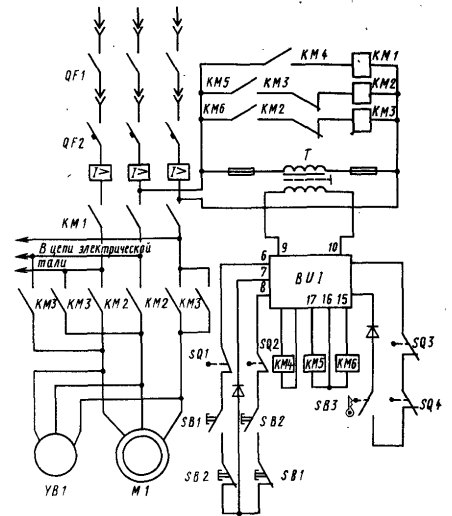 KM4 KM1
KM5 KM3 KM2
KM6 KM2 KM3
QF1
QF2
I> I> I>
T
KM1
9 10
В цепи электрической
тали
6
7
8
BUI
17 16 15
KM3 KM3 KM2 KM2 KM3
SQ1 SQ2 KM4 KM5 KM6 SQ3
SB3 SQ4
SB1 SB2
SB2 SB1
YB1 M1